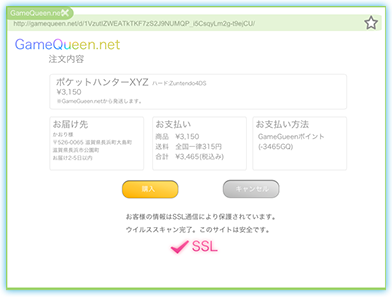 GameQueen.net
http://gamequeen.net/d/1VzutlZWEATkTKF7zS2J9NUMQP_i5CsqyLm2g-t9ejCU/
GameQueen.net
注文内容
ポケットハンターXYZ ハード:Zuntendo4DS
¥3,150
※GameGueen.netから発送します。
お届け先
かおり様
〒526-0065 滋賀県長浜町大島町
滋賀県長浜市公園町
お届け2-5日以内
お支払い
商品 ¥3,150
送料 全国一律315円
合計 ¥3,465(税込み)
お支払い方法
GameGueenポイント
(-3465GQ)
購入
キャンセル
お客様の情報はSSL通信により保護されています。
ウイルススキャン完了。このサイトは安全です。
SSL